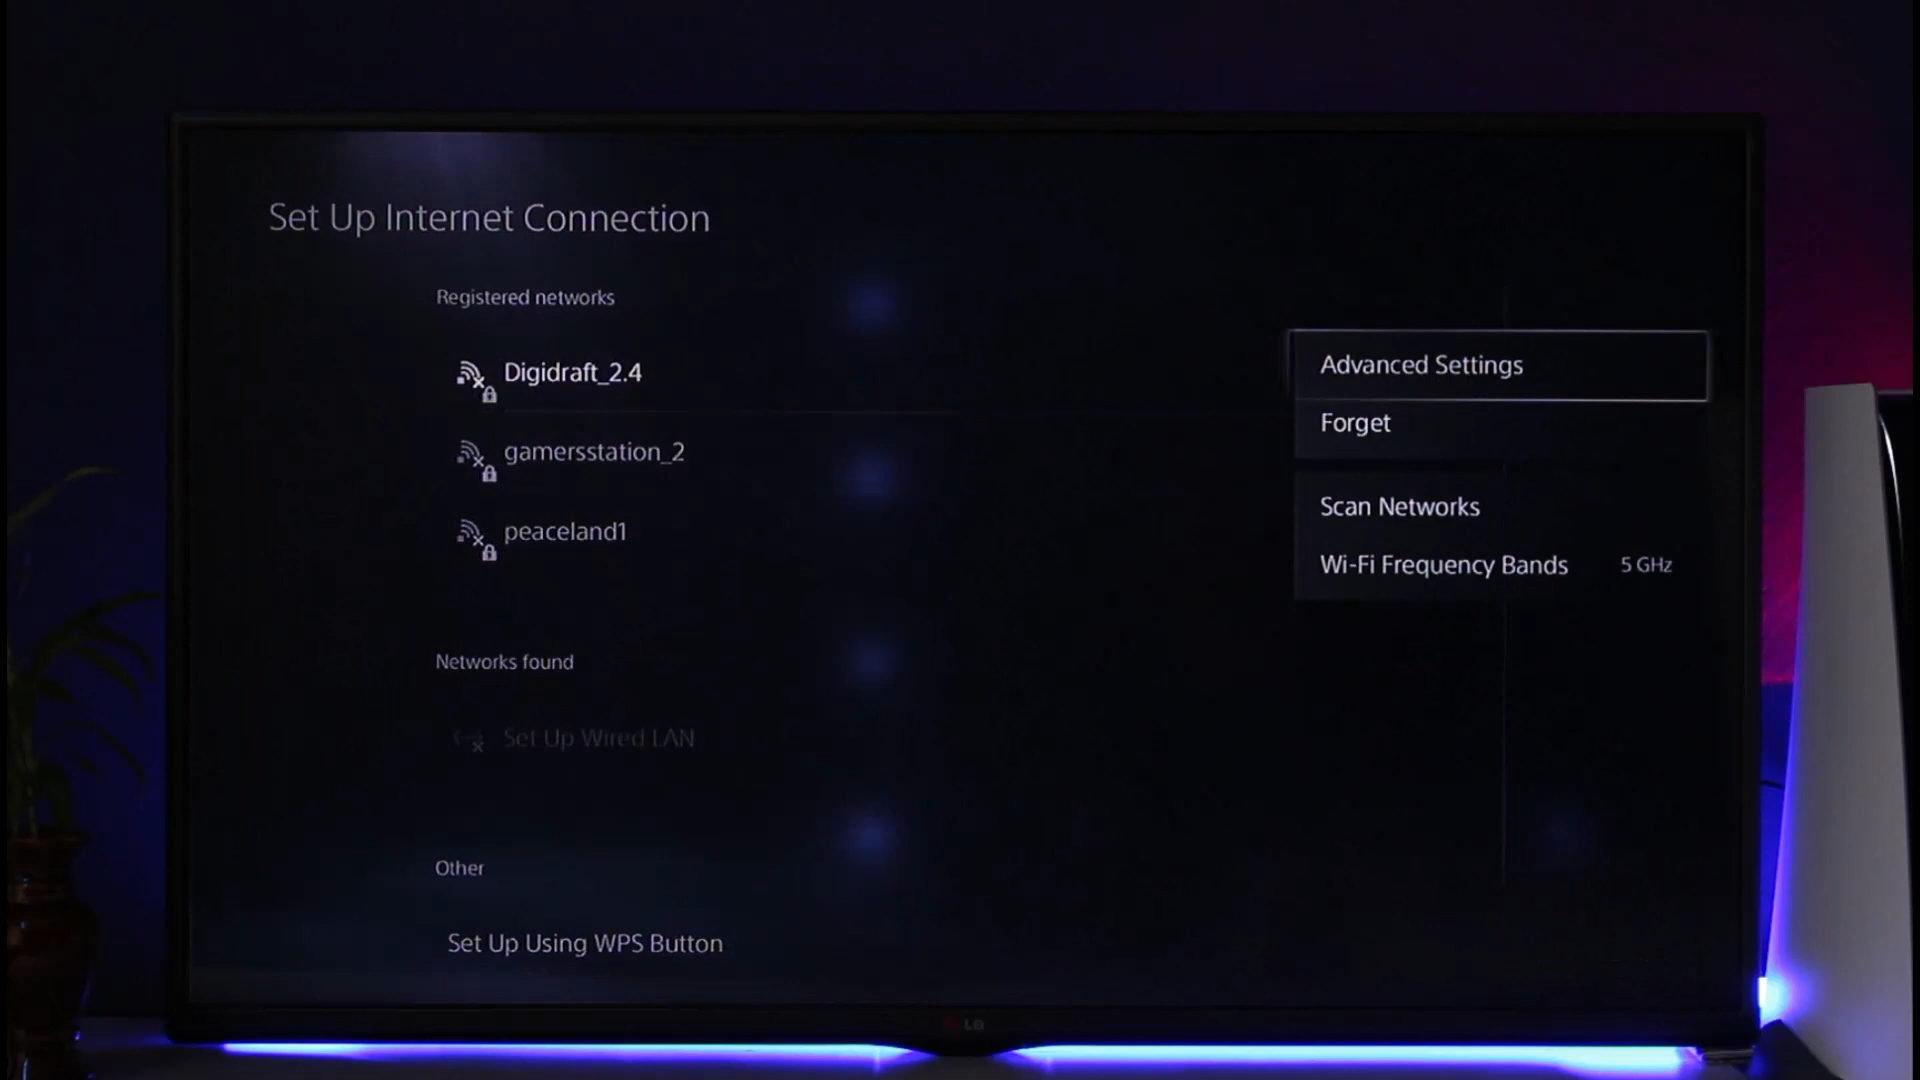 Set Up Internet Connection
Registered networks
Digidraft_2.4
gamersstation_2
peaceland1
Networks found
Set Up Wired LAN
Other
Set Up Using WPS Button
Advanced Settings
Forget
Scan Networks
Wi-Fi Frequency Bands 5 GHz
LG